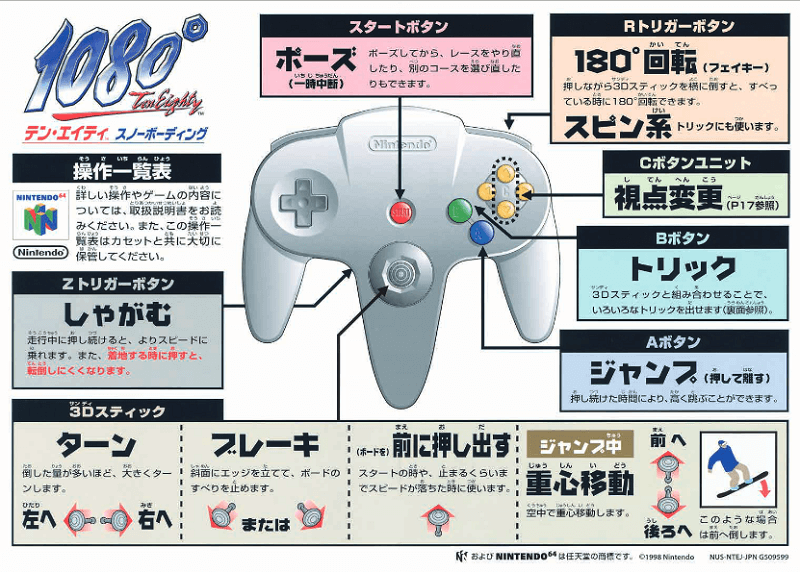 1080°
TenEighty™
テン・エイティ™ スノーボーディング
操作一覧表
NINTENDO64
Nintendo
詳しい操作やゲームの内容に
ついては、取扱説明書をお読
みください。また、この操作一
覧表はカセットと共に大切に
保管してください。
スタートボタン
ポーズ
(一時中断)
ポーズしてから、レースをやり直
したり、別のコースを選び直した
りもできます。
Rトリガーボタン
180°回転(フェイキー)
押しながら3Dスティックを横に倒すと、すべっ
ている時に180°回転できます。
スピン系 トリックにも使います。
Cボタンユニット
視点変更(P17参照)
Bボタン
トリック
3Dスティックと組み合わせることで、
いろいろなトリックを出せます(裏面参照)。
Aボタン
ジャンプ(押して離す)
押し続けた時間により、高く跳ぶことができます。
Nintendo
Zトリガーボタン
しゃがむ
走行中に押し続けると、よりスピードに
乗れます。また、着地する時に押すと、
転倒しにくくなります。
3Dスティック
ターン
倒した量が多いほど、大きくター
ンします。
左へ 右へ
ブレーキ
斜面にエッジを立てて、ボードの
すべりを止めます。
または
(ボードを)前に押し出す
スタートの時や、止まるくらいま
でスピードが落ちた時に使います。
ジャンプ中
重心移動
空中で重心移動します。
前へ
後ろへ
このような場合
は前へ倒します。
および NINTENDO64は任天堂の商標です。 ©1998 Nintendo NUS-NTEJ-JPN G509599